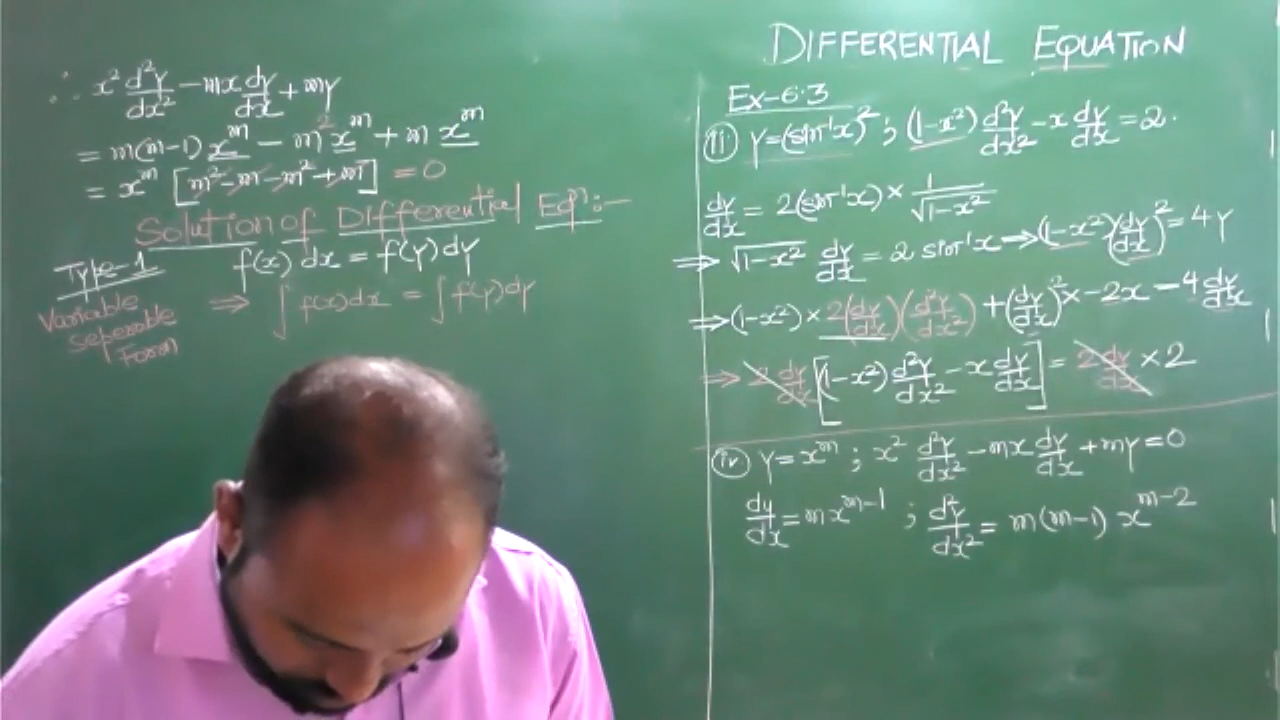 ∴ x² d²y/dx² − mx dy/dx + my
= m(m−1) x^m − m² x^m + m x^m
= x^m [m² − m − m² + m] = 0
Solution of Differential Eqⁿ:−
Type-1
Variable
seperable
Form
f(x) dx = f(y) dy
⇒ ∫ f(x) dx = ∫ f(y) dy
DIFFERENTIAL EQUATION
Ex-6.3
iii) y = (sin⁻¹x)² ; (1−x²) d²y/dx² − x dy/dx = 2.
dy/dx = 2(sin⁻¹x) × 1/√(1−x²)
⇒ √(1−x²) dy/dx = 2 sin⁻¹x ⇒ (1−x²)(dy/dx)² = 4y
⇒ (1−x²) × 2(dy/dx)(d²y/dx²) + (dy/dx)² × −2x = 4 dy/dx
⇒ 2 dy/dx [(1−x²) d²y/dx² − x dy/dx] = 2 dy/dx × 2
iv) y = x^m ; x² d²y/dx² − mx dy/dx + my = 0
dy/dx = m x^(m−1) ; d²y/dx² = m(m−1) x^(m−2)